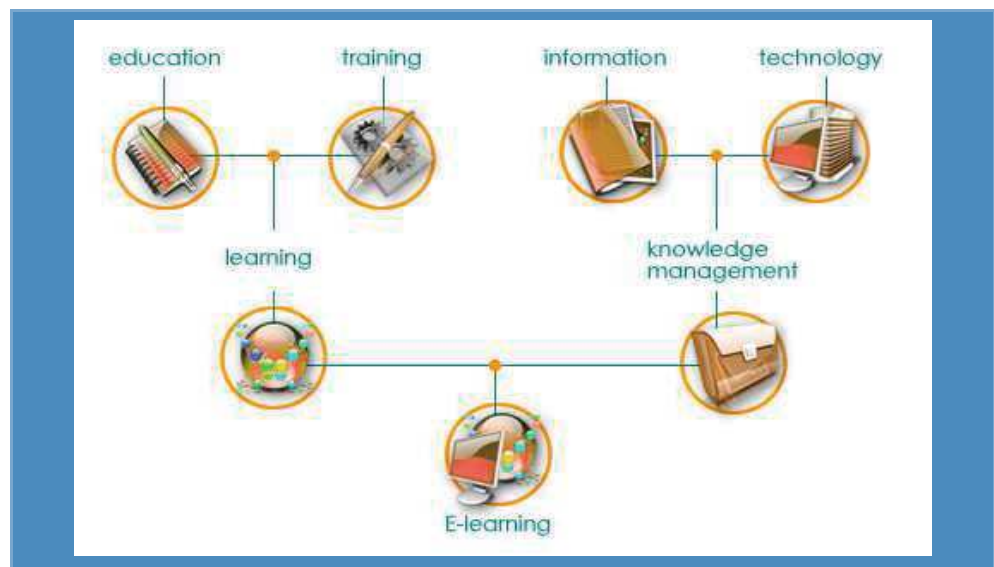 education
training
information
technology
learning
knowledge
management
E-learning